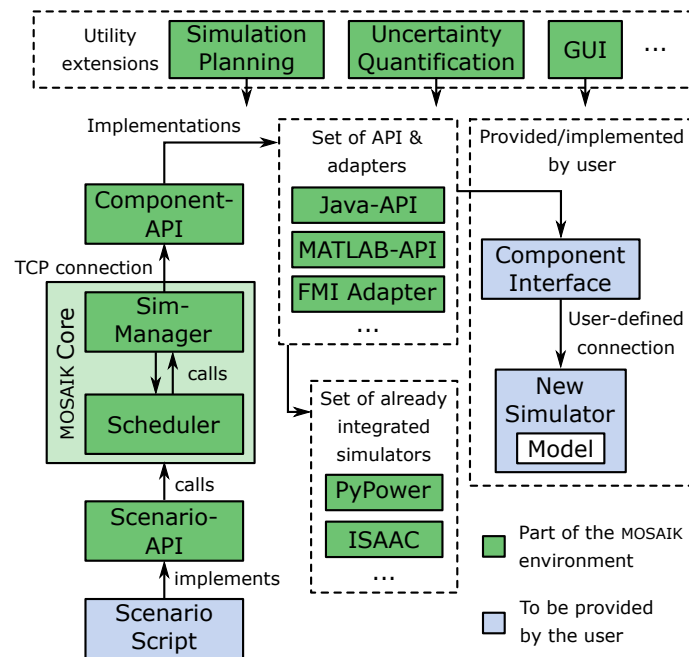 Utility
extensions
Simulation
Planning
Uncertainty
Quantification
GUI
...
Implementations
Set of API &
adapters
Java-API
MATLAB-API
FMI Adapter
...
Provided/implemented
by user
Component
Interface
User-defined
connection
New
Simulator
Model
Component-
API
TCP connection
MOSAIK Core
Sim-
Manager
calls
Scheduler
calls
Scenario-
API
implements
Scenario
Script
Set of already
integrated
simulators
PyPower
ISAAC
...
Part of the MOSAIK
environment
To be provided
by the user